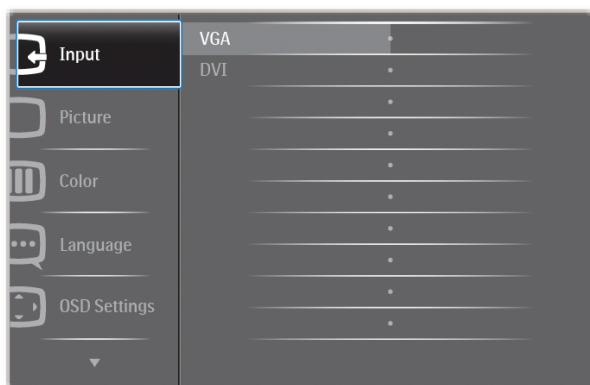 Input
Picture
Color
Language
OSD Settings
VGA
DVI